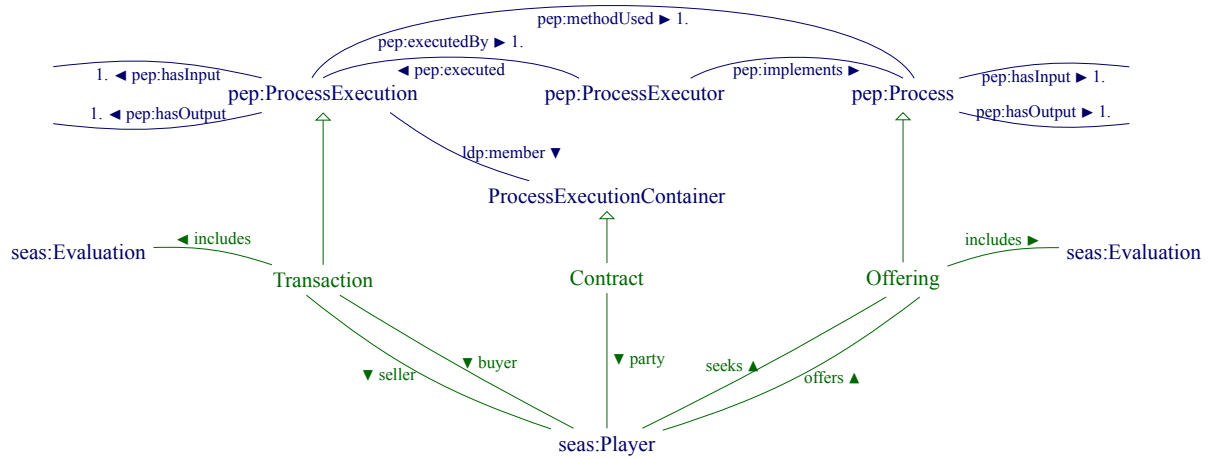 pep:methodUsed ► 1.
pep:executedBy ► 1.
1. ◄ pep:hasInput
◄ pep:executed
pep:implements ►
pep:hasInput ► 1.
pep:ProcessExecution
pep:ProcessExecutor
pep:Process
1. ◄ pep:hasOutput
pep:hasOutput ► 1.
ldp:member ▼
ProcessExecutionContainer
◄ includes
includes ►
seas:Evaluation
seas:Evaluation
Transaction
Contract
Offering
▼ buyer
▼ party
seeks ▲
▼ seller
offers ▲
seas:Player